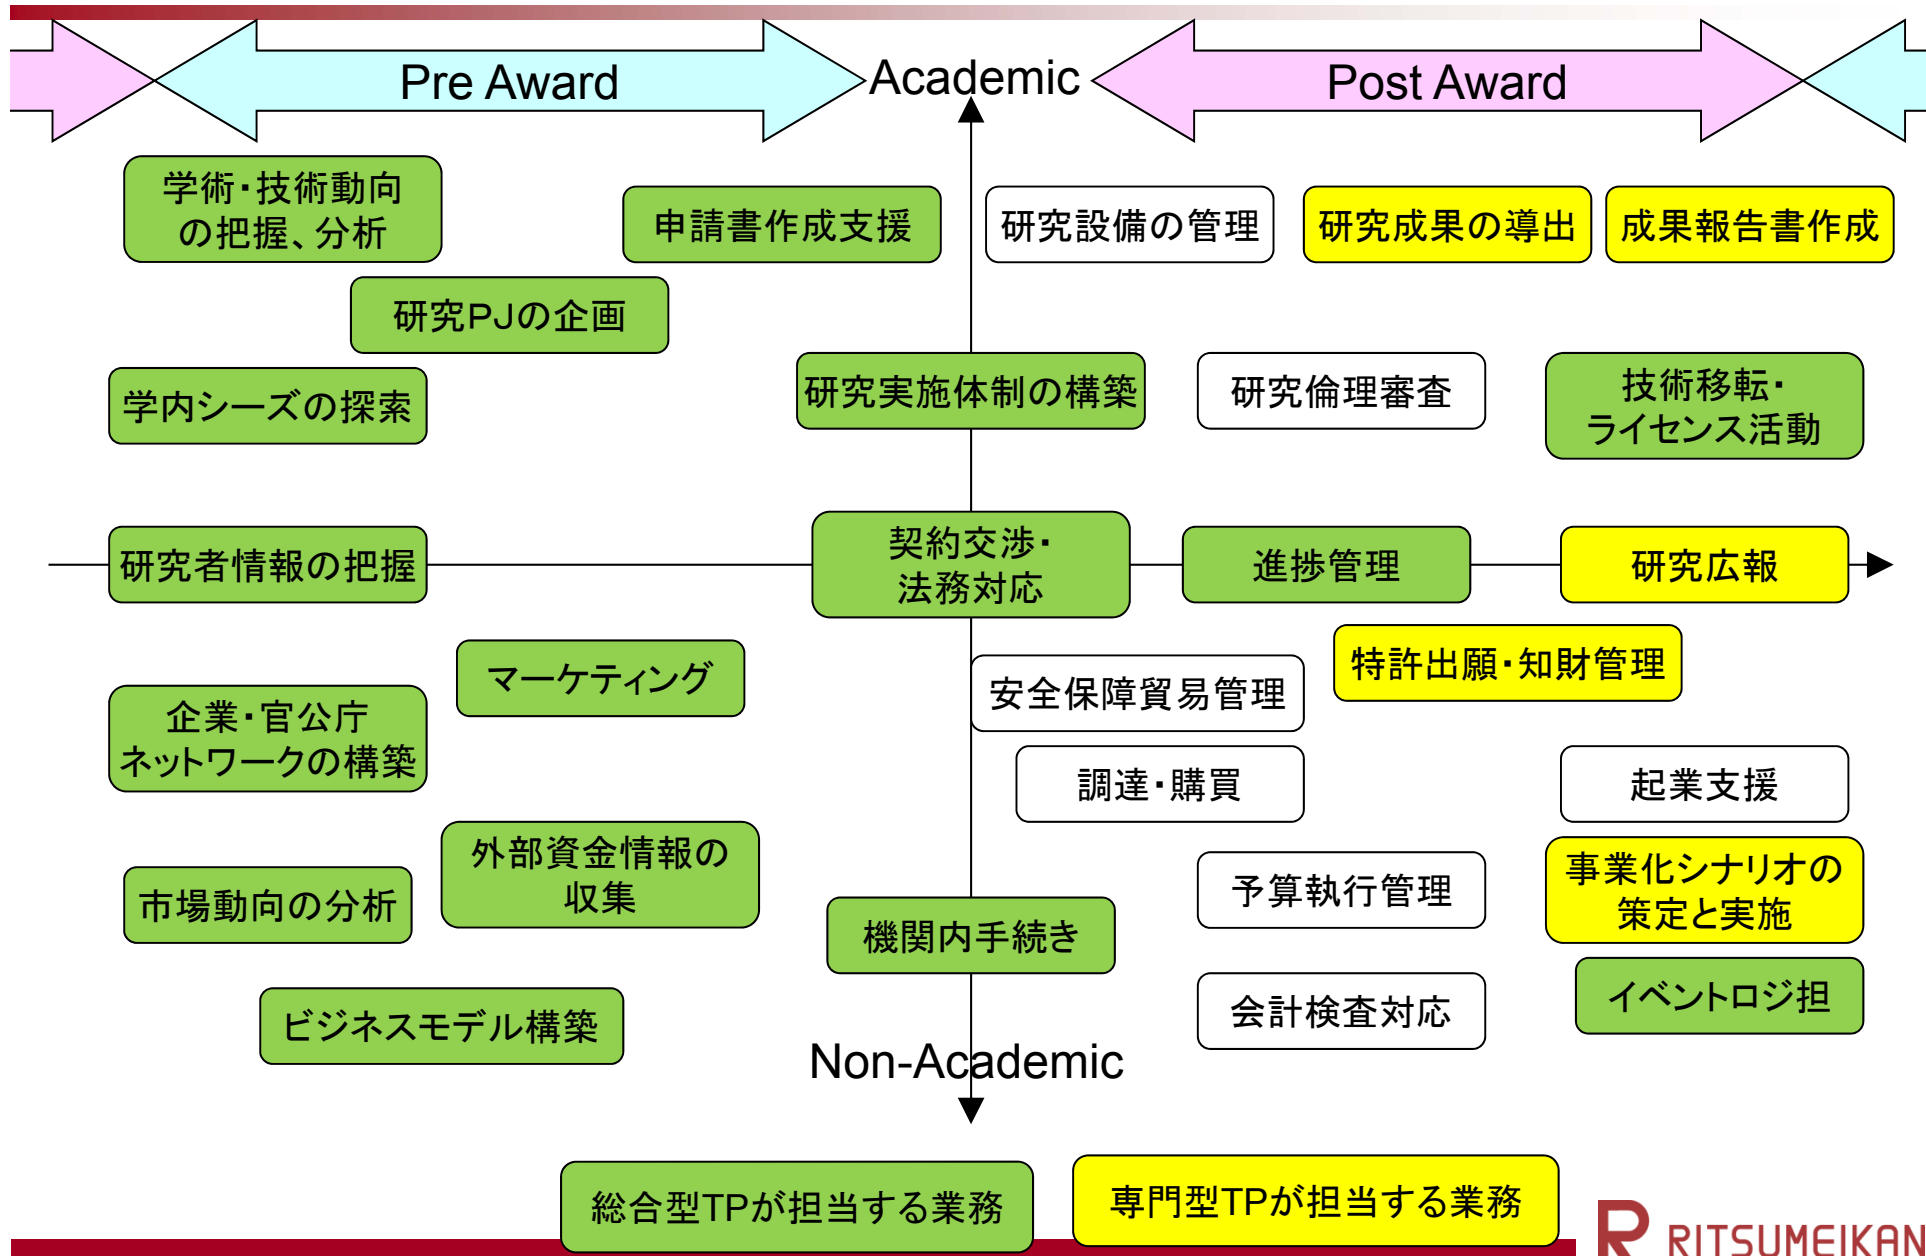 Pre Award
Academic
Post Award
学術・技術動向
の把握、分析
申請書作成支援
研究設備の管理
研究成果の導出
成果報告書作成
研究PJの企画
学内シーズの探索
研究実施体制の構築
研究倫理審査
技術移転・
ライセンス活動
研究者情報の把握
契約交渉・
法務対応
進捗管理
研究広報
マーケティング
安全保障貿易管理
特許出願・知財管理
企業・官公庁
ネットワークの構築
調達・購買
起業支援
外部資金情報の
収集
市場動向の分析
機関内手続き
予算執行管理
事業化シナリオの
策定と実施
ビジネスモデル構築
会計検査対応
イベントロジ担
Non-Academic
総合型TPが担当する業務
専門型TPが担当する業務
RITSUMEIKAN